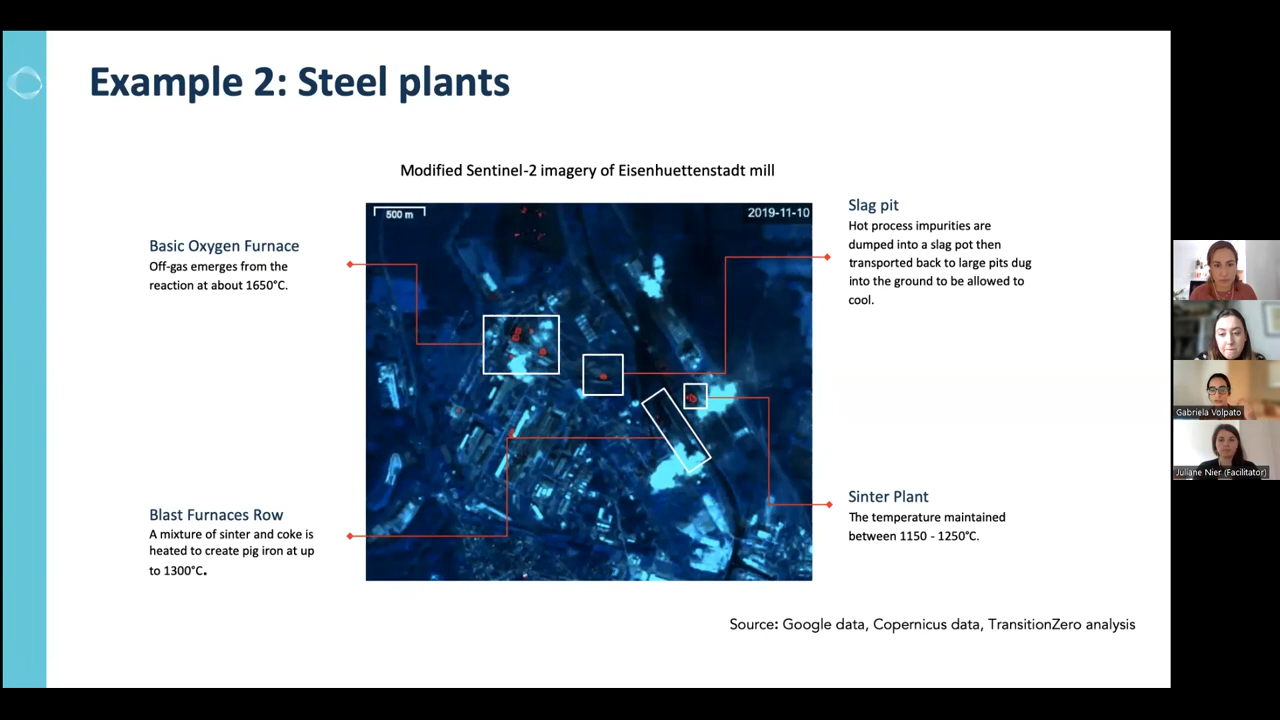 Example 2: Steel plants
Modified Sentinel-2 imagery of Eisenhuettenstadt mill
500 m
2019-11-10
Basic Oxygen Furnace
Off-gas emerges from the
reaction at about 1650°C.
Slag pit
Hot process impurities are
dumped into a slag pot then
transported back to large pits dug
into the ground to be allowed to
cool.
Blast Furnaces Row
A mixture of sinter and coke is
heated to create pig iron at up
to 1300°C.
Sinter Plant
The temperature maintained
between 1150 - 1250°C.
Source: Google data, Copernicus data, TransitionZero analysis
Gabriela Volpato
Juliane Nier (Facilitator)